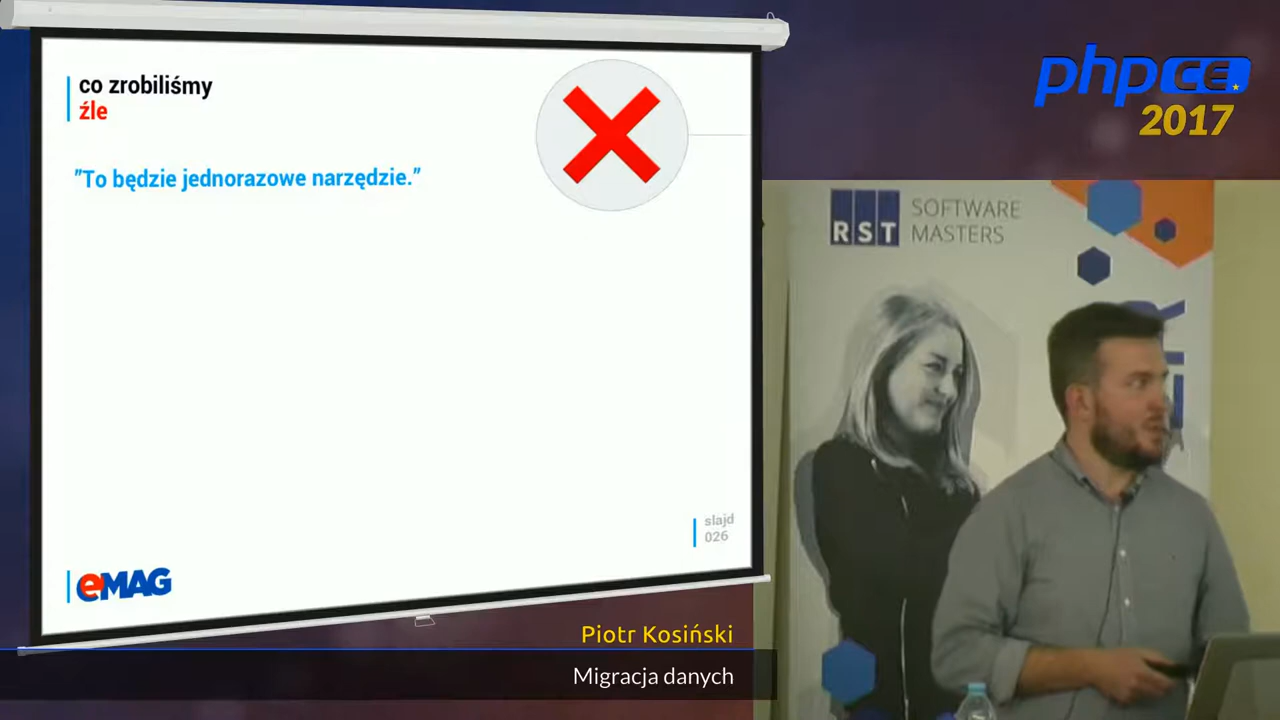 co zrobiliśmy
źle
"To będzie jednorazowe narzędzie."
slajd
026
eMAG
php CE
2017
RST
SOFTWARE
MASTERS
Piotr Kosiński
Migracja danych